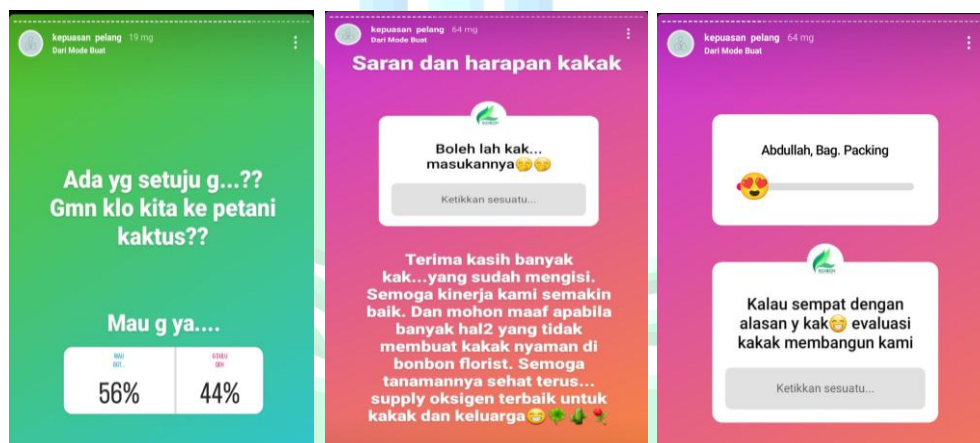 kepuasan pelang 19 mg
Dari Mode Buat
Ada yg setuju g...??
Gmn klo kita ke petani
kaktus??
Mau g ya....
56%
44%
kepuasan pelang 64 mg
Dari Mode Buat
Saran dan harapan kakak
Boleh lah kak...
masukannya😚😚
Ketikkan sesuatu...
Terima kasih banyak
kak...yang sudah mengisi.
Semoga kinerja kami semakin
baik. Dan mohon maaf apabila
banyak hal2 yang tidak
membuat kakak nyaman di
bonbon florist. Semoga
tanamannya sehat terus...
supply oksigen terbaik untuk
kakak dan keluarga😁🍀🌵🌹
kepuasan pelang 64 mg
Dari Mode Buat
Abdullah, Bag. Packing
Kalau sempat dengan
alasan y kak😁 evaluasi
kakak membangun kami
Ketikkan sesuatu...